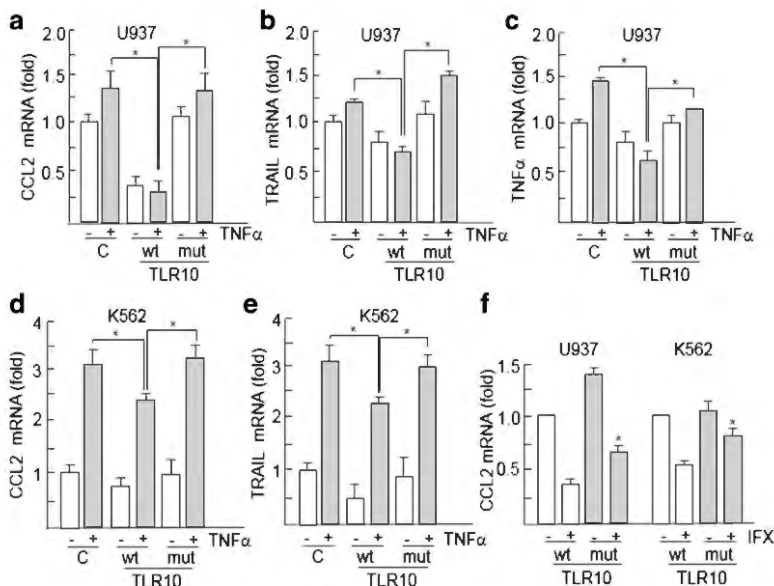 a
U937
CCL2 mRNA (fold)
2.0
1.5
1.0
0.5
*
*
- + - + - + TNFα
C wt mut
TLR10
b
U937
TRAIL mRNA (fold)
2.0
1.5
1.0
0.5
*
*
- + - + - + TNFα
C wt mut
TLR10
c
U937
TNFα mRNA (fold)
2.0
1.5
1.0
0.5
*
*
- + - + - + TNFα
C wt mut
TLR10
d
K562
CCL2 mRNA (fold)
4
3
2
1
*
*
- + - + - + TNFα
C wt mut
TLR10
e
K562
TRAIL mRNA (fold)
4
3
2
1
*
*
- + - + - + TNFα
C wt mut
TLR10
f
U937 K562
CCL2 mRNA (fold)
1.5
1.0
0.5
*
*
- + - + - + - + IFX
wt mut wt mut
TLR10 TLR10